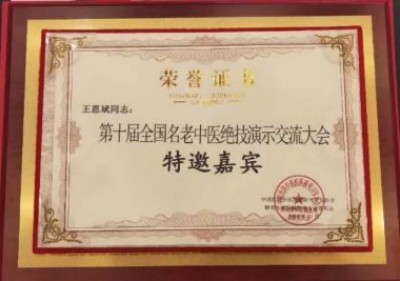 荣誉证书
王恩斌同志：
第十届全国名老中医绝技演示交流大会
特邀嘉宾